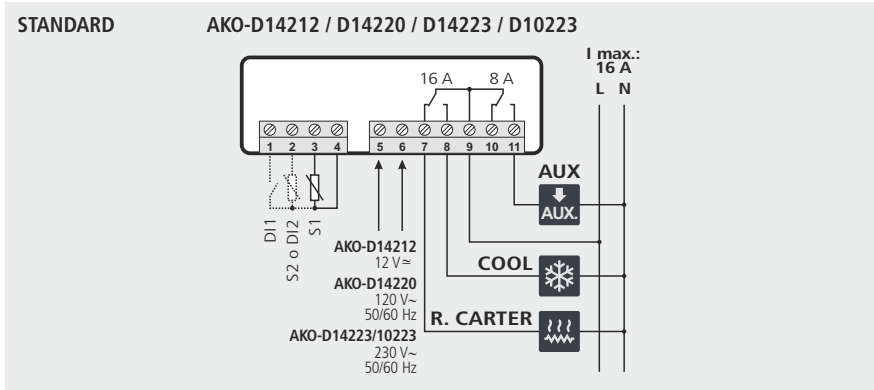 STANDARD AKO-D14212 / D14220 / D14223 / D10223
I max.:
16 A
16 A 8 A
L N
1 2 3 4 5 6 7 8 9 10 11
AUX
AUX.
DI1
S2 o DI2
S1
AKO-D14212
12 V≂
COOL
AKO-D14220
120 V~
50/60 Hz
R. CARTER
AKO-D14223/10223
230 V~
50/60 Hz